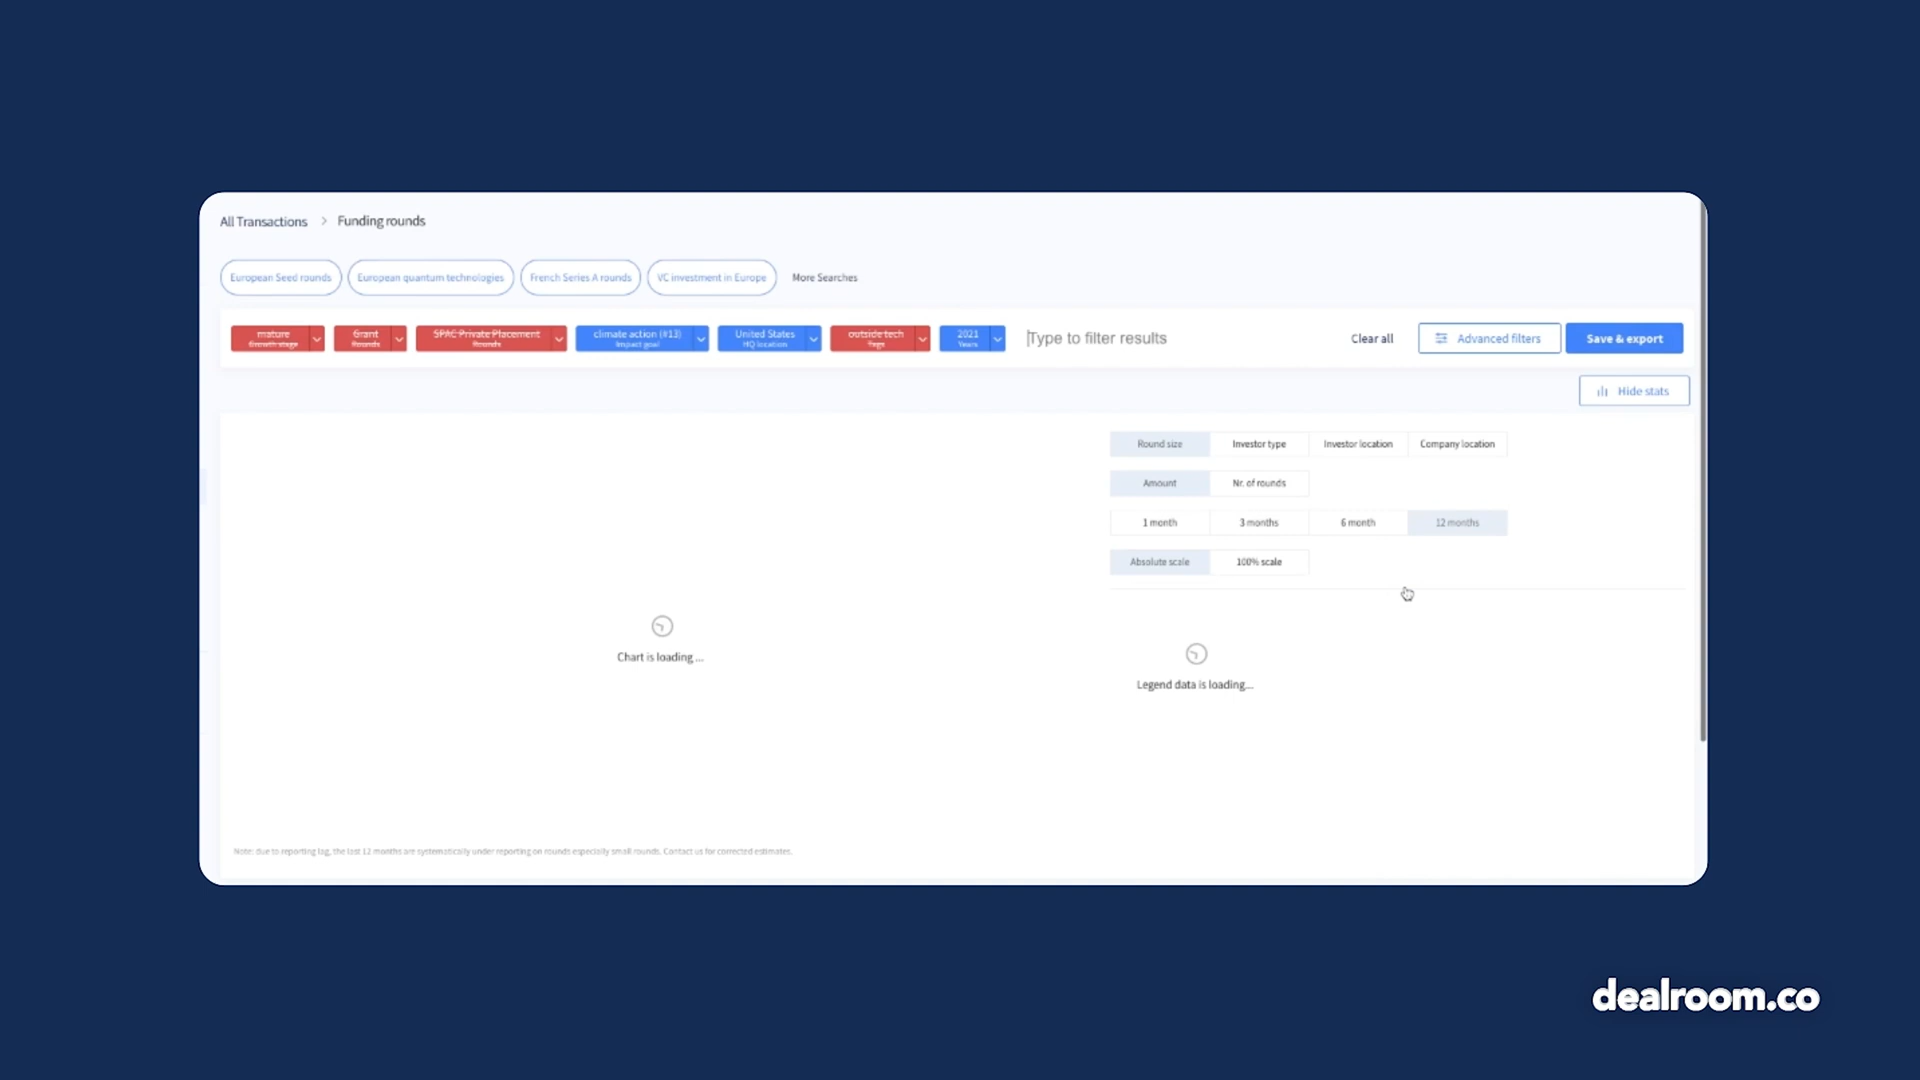 All Transactions > Funding rounds
European Seed rounds European quantum technologies French Series A rounds VC investment in Europe More Searches
mature Grant SPAC Private Placement climate action (#13) United States outside tech 2021
Growth stage Rounds Rounds Impact goal HQ location Tags Years
Type to filter results Clear all Advanced filters Save & export
Hide stats
Round size Investor type Investor location Company location
Amount Nr. of rounds
1 month 3 months 6 month 12 months
Absolute scale 100% scale
Chart is loading ...
Legend data is loading...
Note: due to reporting lag, the last 12 months are systematically under reporting on rounds especially small rounds. Contact us for corrected estimates.
dealroom.co